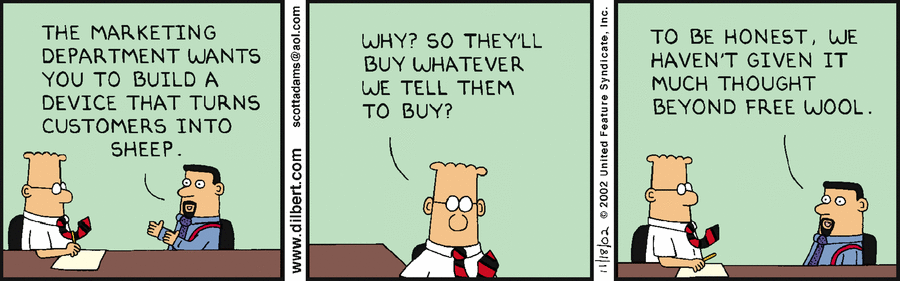 THE MARKETING
DEPARTMENT WANTS
YOU TO BUILD A
DEVICE THAT TURNS
CUSTOMERS INTO
SHEEP.
www.dilbert.com
scottadams@aol.com
WHY? SO THEY'LL
BUY WHATEVER
WE TELL THEM
TO BUY?
11/18/02 © 2002 United Feature Syndicate, Inc.
TO BE HONEST, WE
HAVEN'T GIVEN IT
MUCH THOUGHT
BEYOND FREE WOOL.